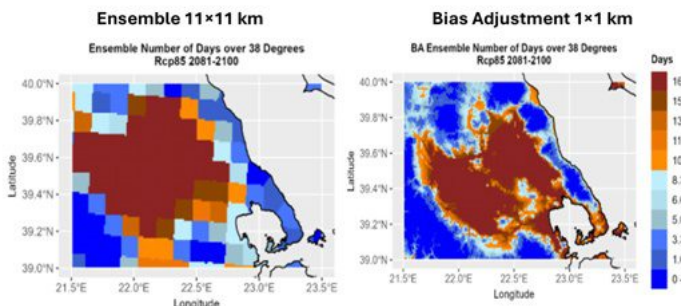 Ensemble 11×11 km
Bias Adjustment 1×1 km
Ensemble Number of Days over 38 Degrees
Rcp85 2081-2100
BA Ensemble Number of Days over 38 Degrees
Rcp85 2081-2100
Days
40.0°N
39.8°N
39.6°N
39.4°N
39.2°N
39.0°N
Latitude
21.5°E
22.0°E
22.5°E
23.0°E
23.5°E
Longitude
40.0°N
39.8°N
39.6°N
39.4°N
39.2°N
39.0°N
Latitude
21.5°E
22.0°E
22.5°E
23.0°E
23.5°E
Longitude